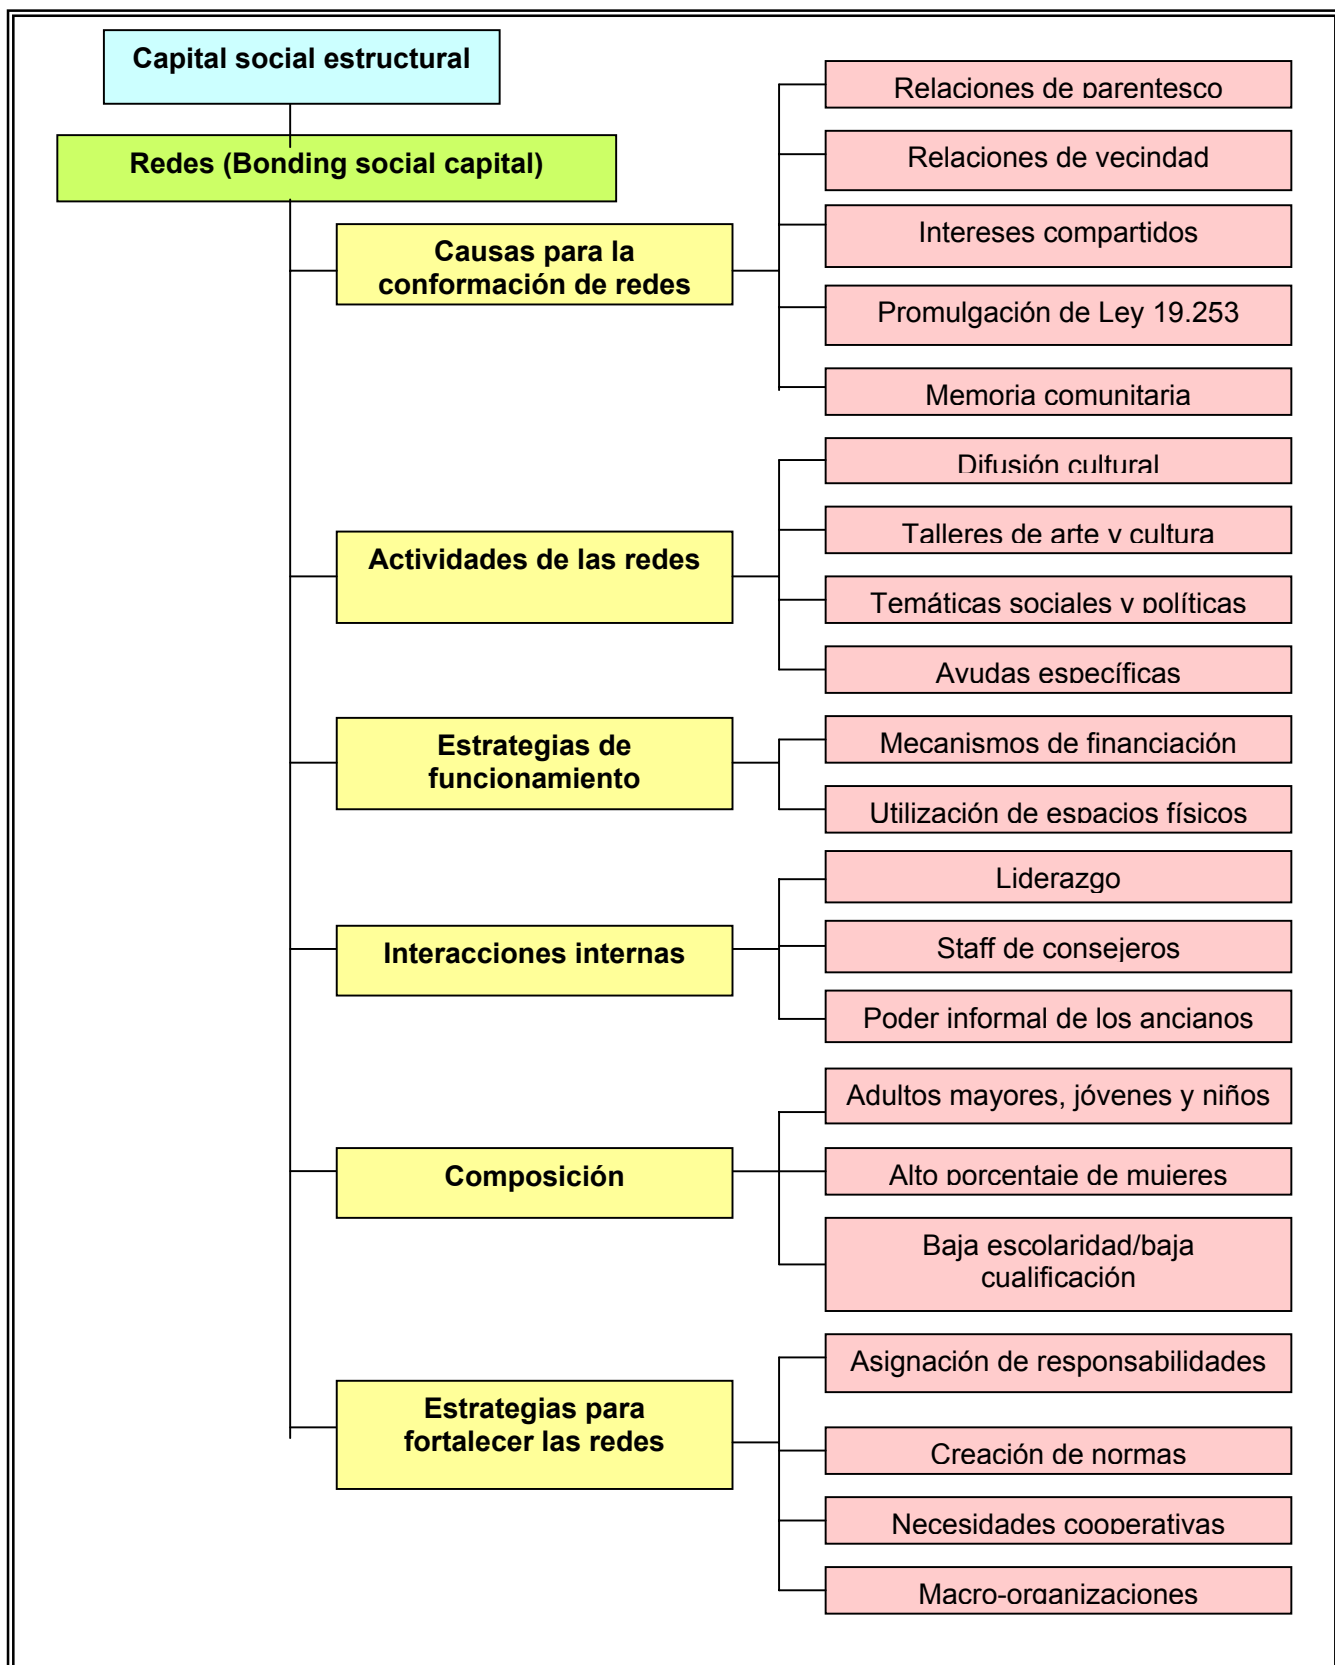 Capital social estructural
Redes (Bonding social capital)
Causas para la
conformación de redes
Relaciones de parentesco
Relaciones de vecindad
Intereses compartidos
Promulgación de Ley 19.253
Memoria comunitaria
Actividades de las redes
Difusión cultural
Talleres de arte y cultura
Temáticas sociales y políticas
Ayudas específicas
Estrategias de
funcionamiento
Mecanismos de financiación
Utilización de espacios físicos
Interacciones internas
Liderazgo
Staff de consejeros
Poder informal de los ancianos
Composición
Adultos mayores, jóvenes y niños
Alto porcentaje de mujeres
Baja escolaridad/baja
cualificación
Estrategias para
fortalecer las redes
Asignación de responsabilidades
Creación de normas
Necesidades cooperativas
Macro-organizaciones